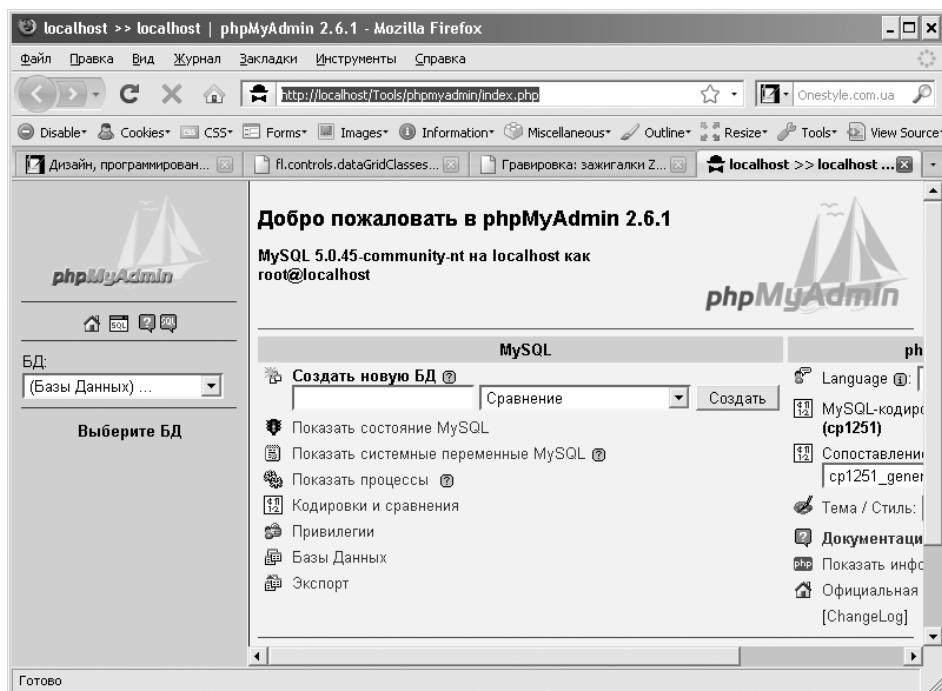 localhost >> localhost | phpMyAdmin 2.6.1 - Mozilla Firefox
Файл Правка Вид Журнал Закладки Инструменты Справка
http://localhost/Tools/phpmyadmin/index.php Onestyle.com.ua
Disable Cookies CSS Forms Images Information Miscellaneous Outline Resize Tools View Source
Дизайн, программирован... fl.controls.dataGridClasses... Гравировка: зажигалки Z... localhost >> localhost ...
phpMyAdmin
SQL SQL
БД:
(Базы Данных) ...
Выберите БД
Добро пожаловать в phpMyAdmin 2.6.1
MySQL 5.0.45-community-nt на localhost как
root@localhost
phpMyAdmin
MySQL
Создать новую БД
Сравнение Создать
Показать состояние MySQL
Показать системные переменные MySQL
Показать процессы
Кодировки и сравнения
Привилегии
Базы Данных
Экспорт
ph
Language :
MySQL-кодиро
(cp1251)
Сопоставлени
cp1251_gener
Тема / Стиль:
Документаци
php Показать инфо
Официальная
[ChangeLog]
Готово